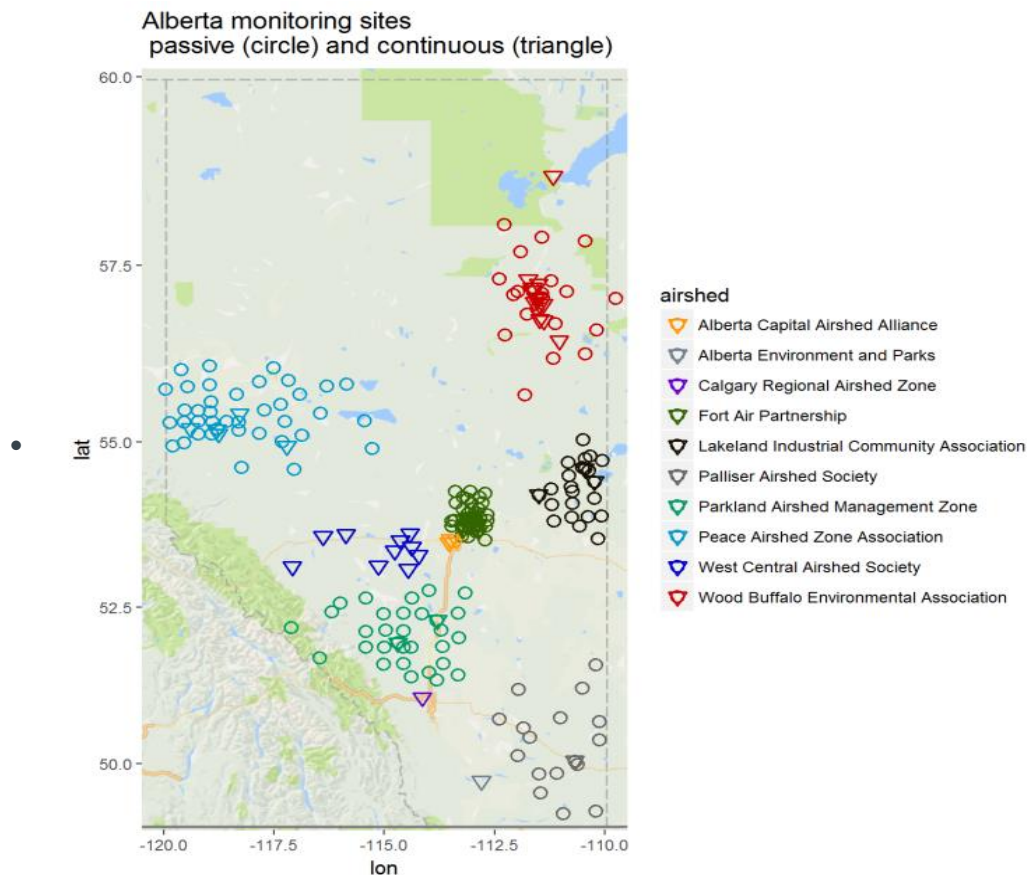 Alberta monitoring sites
passive (circle) and continuous (triangle)
60.0
57.5
55.0
52.5
50.0
lat
-120.0
-117.5
-115.0
-112.5
-110.0
lon
airshed
Alberta Capital Airshed Alliance
Alberta Environment and Parks
Calgary Regional Airshed Zone
Fort Air Partnership
Lakeland Industrial Community Association
Palliser Airshed Society
Parkland Airshed Management Zone
Peace Airshed Zone Association
West Central Airshed Society
Wood Buffalo Environmental Association